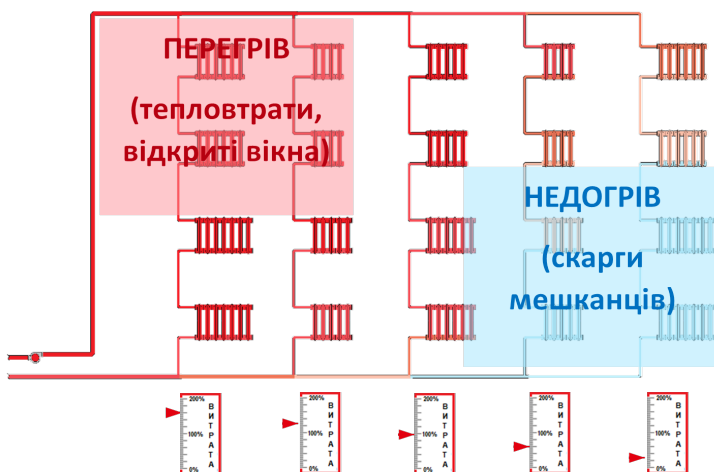 ПЕРЕГРІВ
(тепловтрати,
відкриті вікна)
НЕДОГРІВ
(скарги
мешканців)
200%
100%
0%
ВИТРАТА
200%
100%
0%
ВИТРАТА
200%
100%
0%
ВИТРАТА
200%
100%
0%
ВИТРАТА
200%
100%
0%
ВИТРАТА